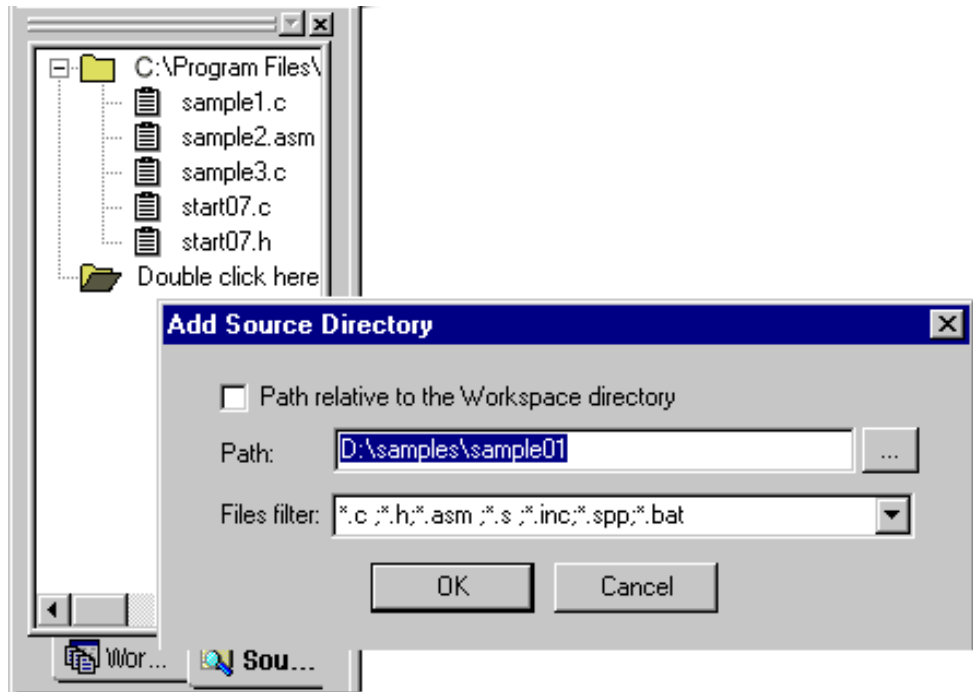 C:\Program Files\
sample1.c
sample2.asm
sample3.c
start07.c
start07.h
Double click here
Add Source Directory
Path relative to the Workspace directory
Path: D:\samples\sample01 ...
Files filter: *.c ;*.h;*.asm ;*.s ;*.inc;*.spp;*.bat
OK Cancel
Wor... Sou...